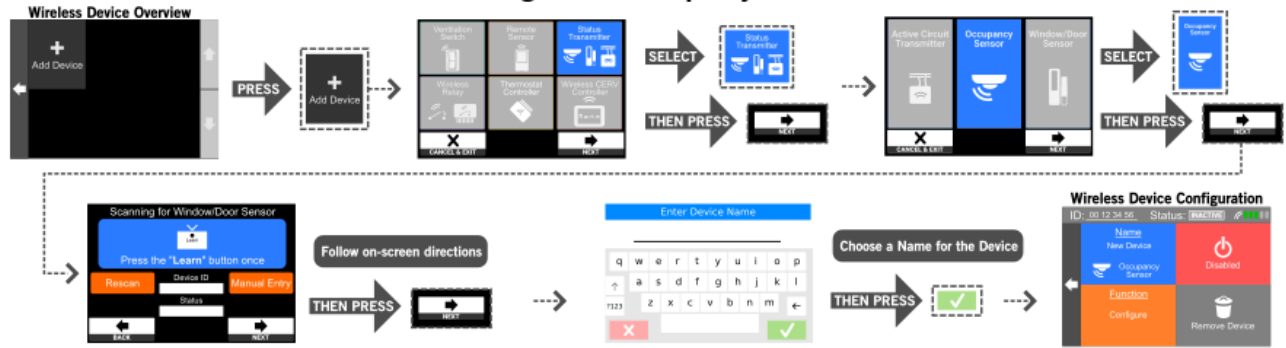 Wireless Device Overview
+
Add Device
PRESS
+
Add Device
Ventilation
Switch
Remote
Sensor
Status
Transmitter
Wireless
Relay
Thermostat
Controller
Wireless CERV
Controller
X
CANCEL & EXIT
NEXT
SELECT
Status
Transmitter
THEN PRESS
NEXT
Active Circuit
Transmitter
Occupancy
Sensor
Window/Door
Sensor
X
CANCEL & EXIT
NEXT
SELECT
Occupancy
Sensor
THEN PRESS
NEXT
Scanning for Window/Door Sensor
Learn
Press the "Learn" button once
Rescan
Device ID
Manual Entry
Status
BACK
NEXT
Follow on-screen directions
THEN PRESS
NEXT
Enter Device Name
q w e r t y u i o p
a s d f g h j k l
?123 z x c v b n m
Choose a Name for the Device
THEN PRESS
Wireless Device Configuration
ID: 00 12 34 56 Status: INACTIVE
Name
New Device
Occupancy
Sensor
Disabled
Function
Configure
Remove Device